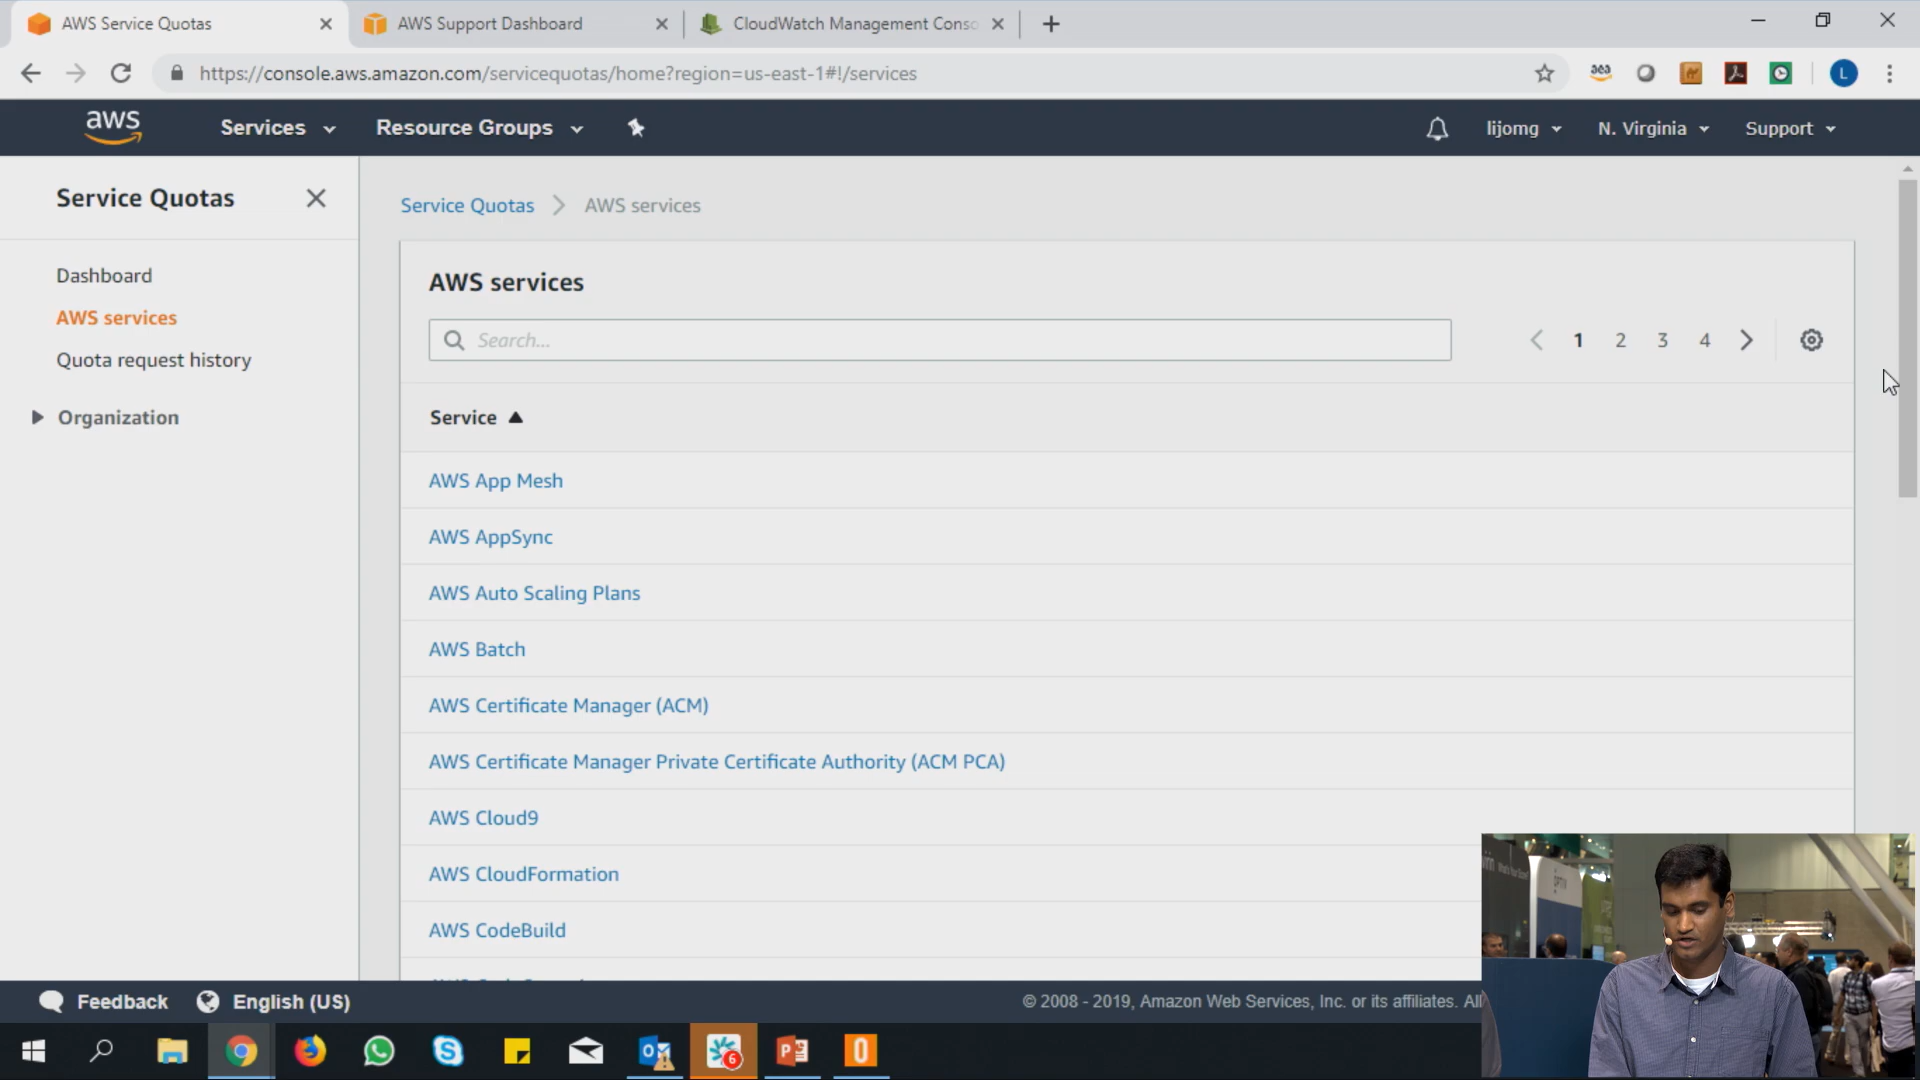 AWS Service Quotas
AWS Support Dashboard
CloudWatch Management Conso
https://console.aws.amazon.com/servicequotas/home?region=us-east-1#!/services
L
aws
Services
Resource Groups
lijomg
N. Virginia
Support
Service Quotas
Dashboard
AWS services
Quota request history
Organization
Service Quotas
AWS services
AWS services
Search...
1 2 3 4
Service
AWS App Mesh
AWS AppSync
AWS Auto Scaling Plans
AWS Batch
AWS Certificate Manager (ACM)
AWS Certificate Manager Private Certificate Authority (ACM PCA)
AWS Cloud9
AWS CloudFormation
AWS CodeBuild
Feedback
English (US)
© 2008 - 2019, Amazon Web Services, Inc. or its affiliates. All
6